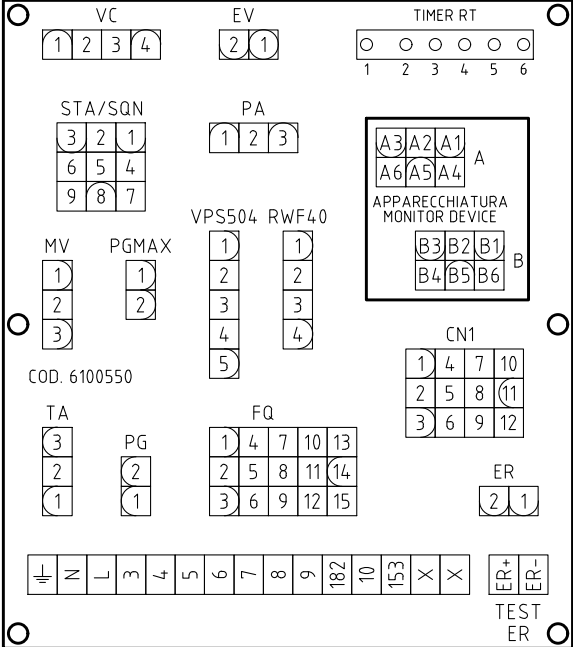 VC EV TIMER RT
1 2 3 4 2 1
1 2 3 4 5 6
STA/SQN PA
3 2 1 1 2 3
6 5 4
9 8 7
A3 A2 A1
A6 A5 A4 A
APPARECCHIATURA
MONITOR DEVICE
B3 B2 B1
B4 B5 B6 B
VPS504 RWF40
1 1
2 2
3 3
4 4
5
MV PGMAX
1 1
2 2
3
CN1
1 4 7 10
2 5 8 11
3 6 9 12
COD. 6100550
TA PG FQ
3
2 2
1 1
1 4 7 10 13
2 5 8 11 14
3 6 9 12 15
ER
2 1
N L 3 4 5 6 7 8 9 182 10 153 X X ER+ ER-
TEST
ER